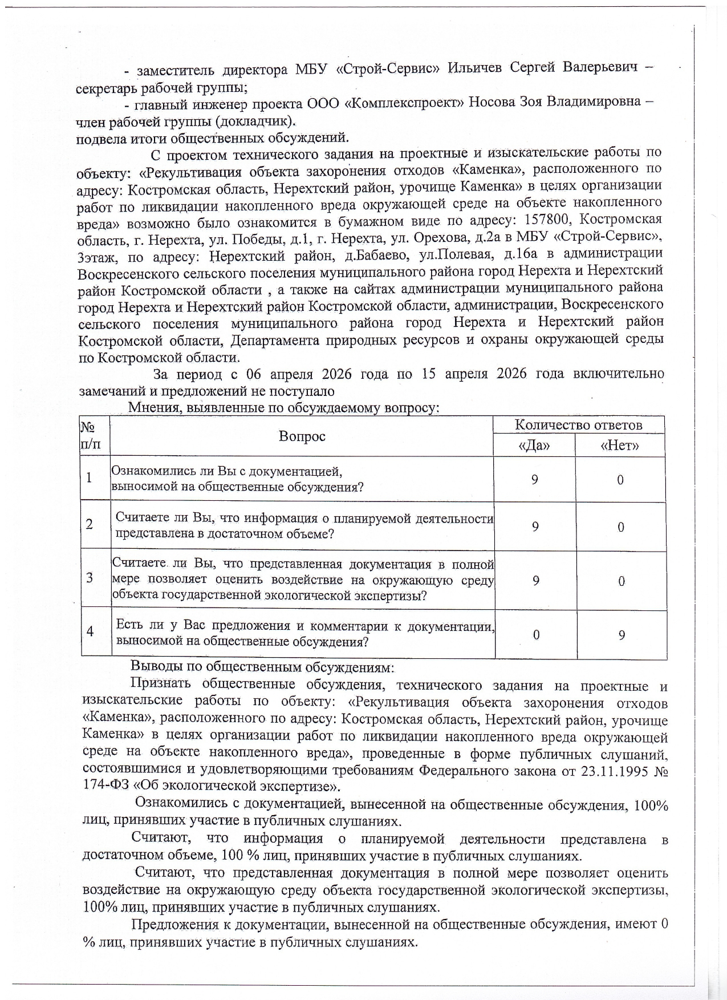 - заместитель директора МБУ «Строй-Сервис» Ильичев Сергей Валерьевич –
секретарь рабочей группы;
- главный инженер проекта ООО «Комплекспроект» Носова Зоя Владимировна –
член рабочей группы (докладчик).
подвела итоги общественных обсуждений.
С проектом технического задания на проектные и изыскательские работы по
объекту: «Рекультивация объекта захоронения отходов «Каменка», расположенного по
адресу: Костромская область, Нерехтский район, урочище Каменка» в целях организации
работ по ликвидации накопленного вреда окружающей среде на объекте накопленного
вреда» возможно было ознакомится в бумажном виде по адресу: 157800, Костромская
область, г. Нерехта, ул. Победы, д.1, г. Нерехта, ул. Орехова, д.2а в МБУ «Строй-Сервис»,
3этаж, по адресу: Нерехтский район, д.Бабаево, ул.Полевая, д.16а в администрации
Воскресенского сельского поселения муниципального района город Нерехта и Нерехтский
район Костромской области , а также на сайтах администрации муниципального района
город Нерехта и Нерехтский район Костромской области, администрации, Воскресенского
сельского поселения муниципального района город Нерехта и Нерехтский район
Костромской области, Департамента природных ресурсов и охраны окружающей среды
по Костромской области.
За период с 06 апреля 2026 года по 15 апреля 2026 года включительно
замечаний и предложений не поступало
Мнения, выявленные по обсуждаемому вопросу:
№ п/п Вопрос Количество ответов
«Да» «Нет»
1 Ознакомились ли Вы с документацией,
выносимой на общественные обсуждения? 9 0
2 Считаете ли Вы, что информация о планируемой деятельности
представлена в достаточном объеме? 9 0
3 Считаете ли Вы, что представленная документация в полной
мере позволяет оценить воздействие на окружающую среду
объекта государственной экологической экспертизы? 9 0
4 Есть ли у Вас предложения и комментарии к документации,
выносимой на общественные обсуждения? 0 9
Выводы по общественным обсуждениям:
Признать общественные обсуждения, технического задания на проектные и
изыскательские работы по объекту: «Рекультивация объекта захоронения отходов
«Каменка», расположенного по адресу: Костромская область, Нерехтский район, урочище
Каменка» в целях организации работ по ликвидации накопленного вреда окружающей
среде на объекте накопленного вреда», проведенные в форме публичных слушаний,
состоявшимися и удовлетворяющими требованиям Федерального закона от 23.11.1995 №
174-ФЗ «Об экологической экспертизе».
Ознакомились с документацией, вынесенной на общественные обсуждения, 100%
лиц, принявших участие в публичных слушаниях.
Считают, что информация о планируемой деятельности представлена в
достаточном объеме, 100 % лиц, принявших участие в публичных слушаниях.
Считают, что представленная документация в полной мере позволяет оценить
воздействие на окружающую среду объекта государственной экологической экспертизы,
100% лиц, принявших участие в публичных слушаниях.
Предложения к документации, вынесенной на общественные обсуждения, имеют 0
% лиц, принявших участие в публичных слушаниях.